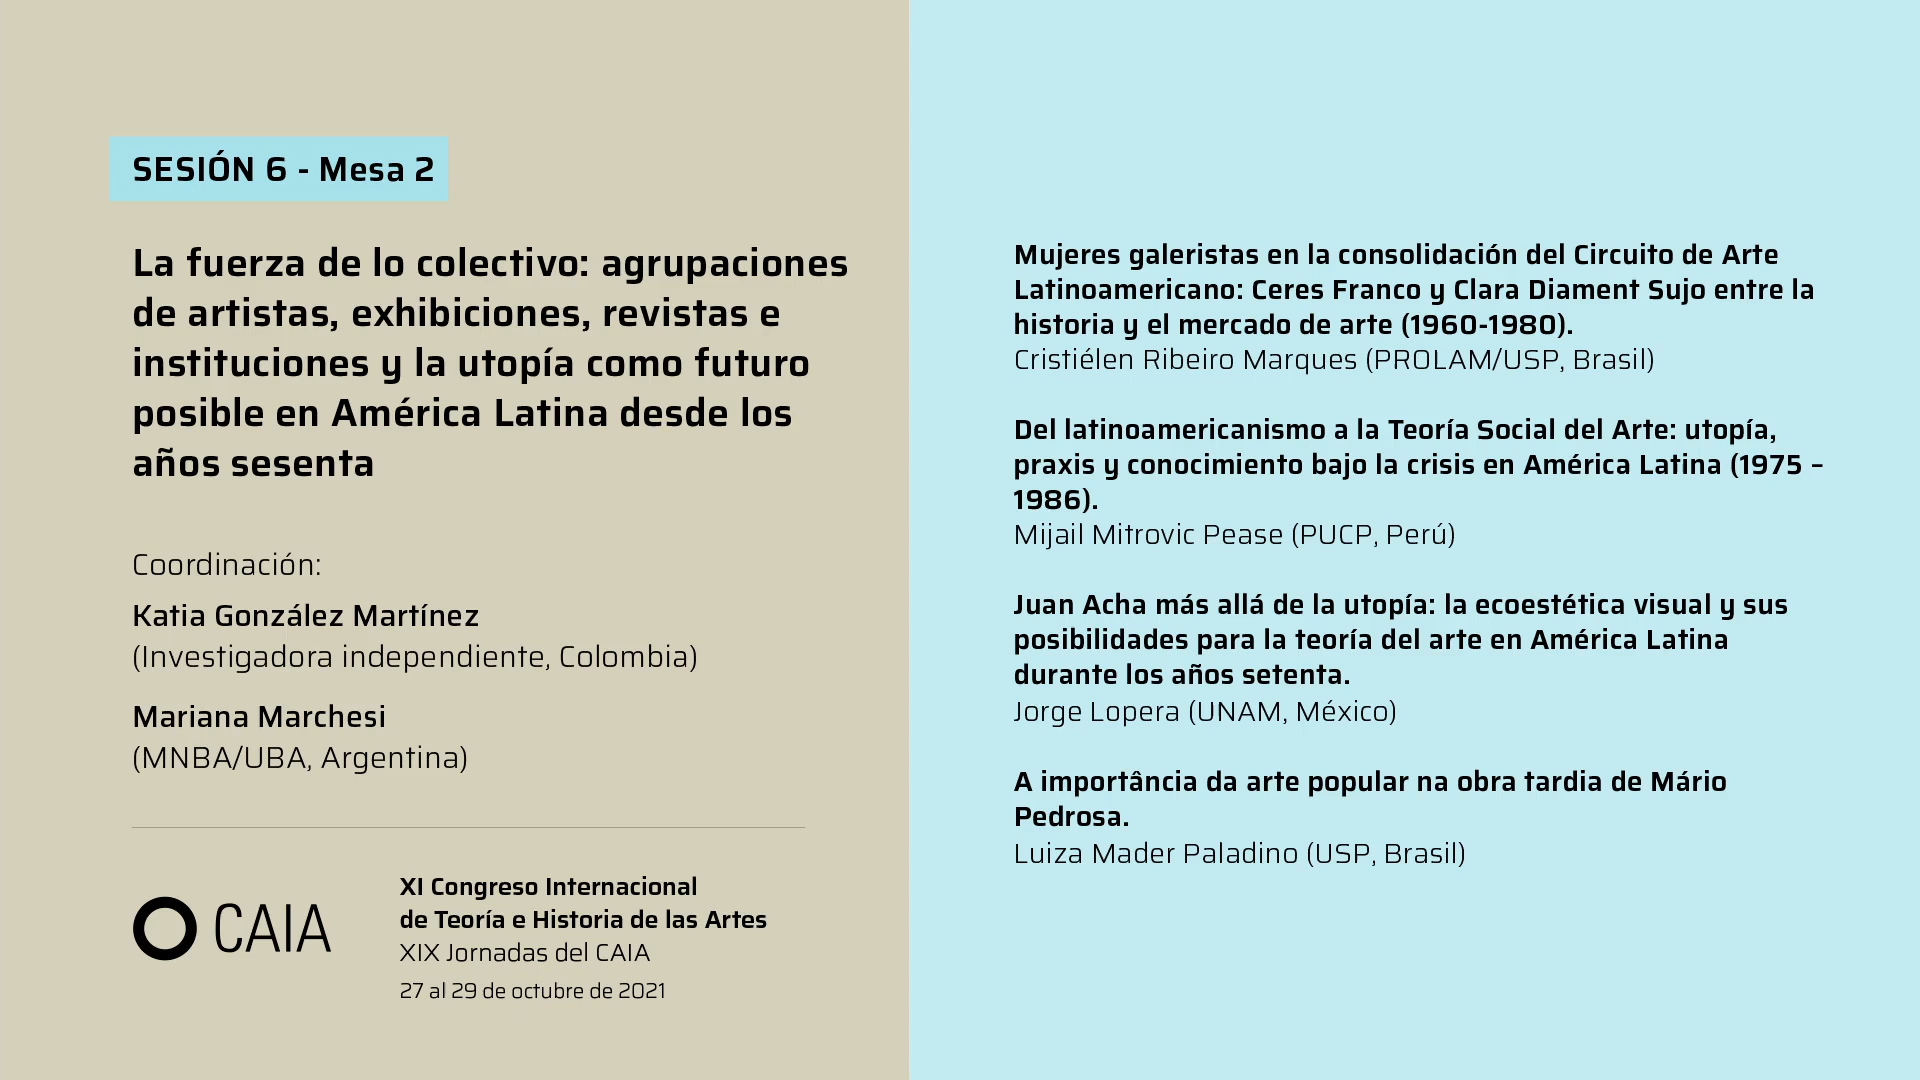 SESIÓN 6 - Mesa 2
La fuerza de lo colectivo: agrupaciones
de artistas, exhibiciones, revistas e
instituciones y la utopía como futuro
posible en América Latina desde los
años sesenta
Coordinación:
Katia González Martínez
(Investigadora independiente, Colombia)
Mariana Marchesi
(MNBA/UBA, Argentina)
CAIA
XI Congreso Internacional
de Teoría e Historia de las Artes
XIX Jornadas del CAIA
27 al 29 de octubre de 2021
Mujeres galeristas en la consolidación del Circuito de Arte
Latinoamericano: Ceres Franco y Clara Diament Sujo entre la
historia y el mercado de arte (1960-1980).
Cristiélen Ribeiro Marques (PROLAM/USP, Brasil)
Del latinoamericanismo a la Teoría Social del Arte: utopía,
praxis y conocimiento bajo la crisis en América Latina (1975 –
1986).
Mijail Mitrovic Pease (PUCP, Perú)
Juan Acha más allá de la utopía: la ecoestética visual y sus
posibilidades para la teoría del arte en América Latina
durante los años setenta.
Jorge Lopera (UNAM, México)
A importância da arte popular na obra tardia de Mário
Pedrosa.
Luiza Mader Paladino (USP, Brasil)